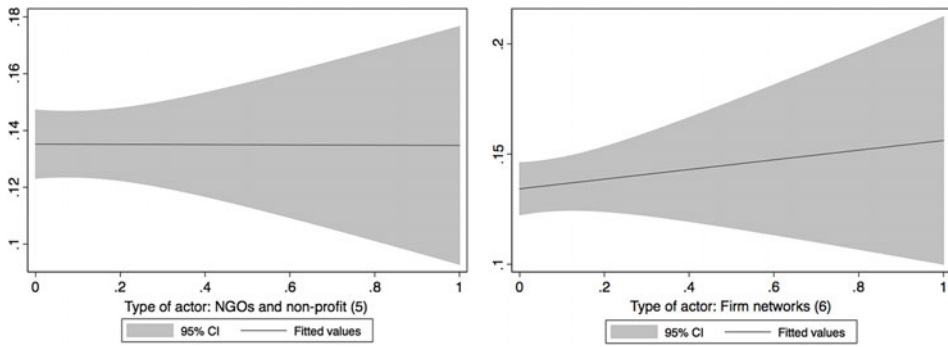 .18
.16
.14
.12
.1
0 .2 .4 .6 .8 1
Type of actor: NGOs and non-profit (5)
95% CI Fitted values
.2
.15
.1
0 .2 .4 .6 .8 1
Type of actor: Firm networks (6)
95% CI Fitted values